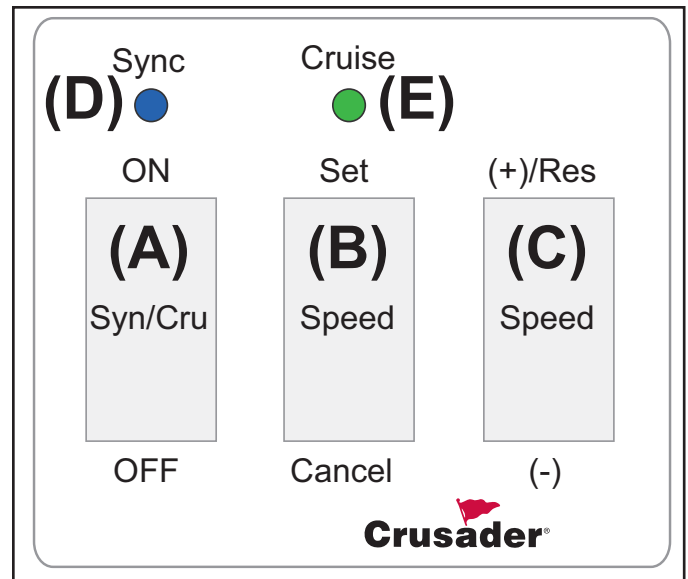 Sync Cruise
(D) (E)
ON Set (+)/Res
(A) (B) (C)
Syn/Cru Speed Speed
OFF Cancel (-)
Crusader®